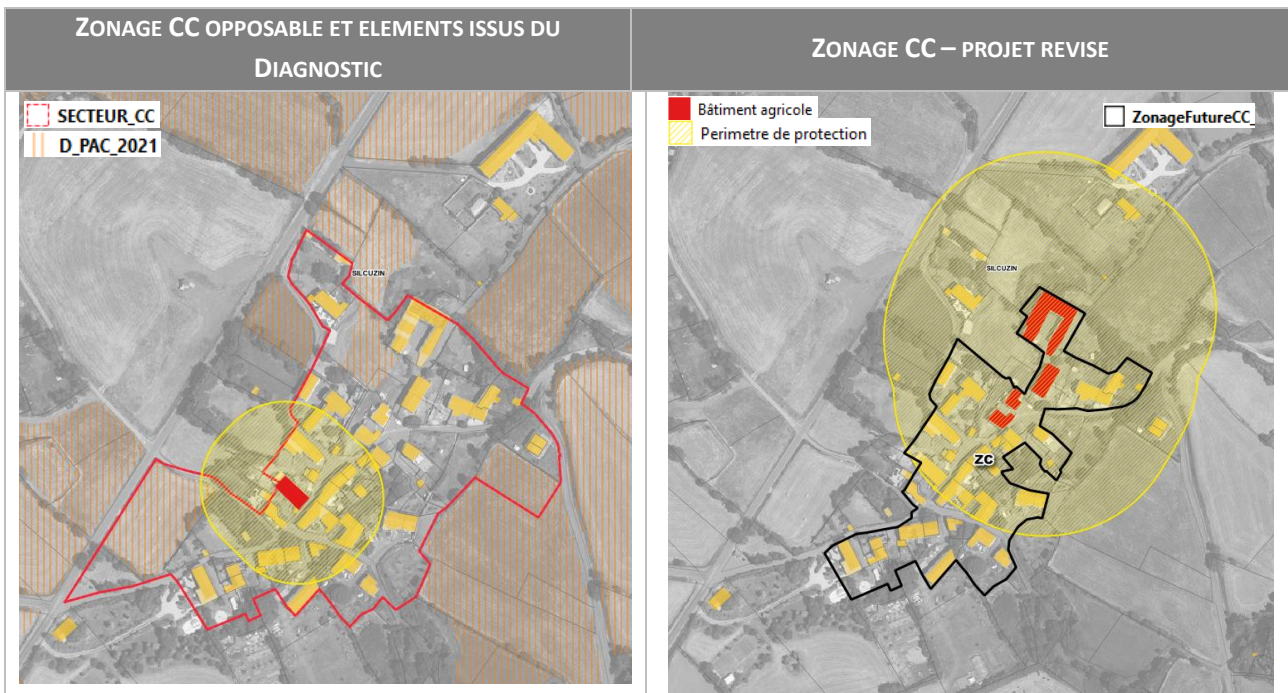 ZONAGE CC OPPOSABLE ET ELEMENTS ISSUS DU
DIAGNOSTIC
ZONAGE CC – PROJET REVISE
SECTEUR_CC
D_PAC_2021
SILCUZIN
Bâtiment agricole
Perimetre de protection
ZonageFutureCC_
SILCUZIN
ZC